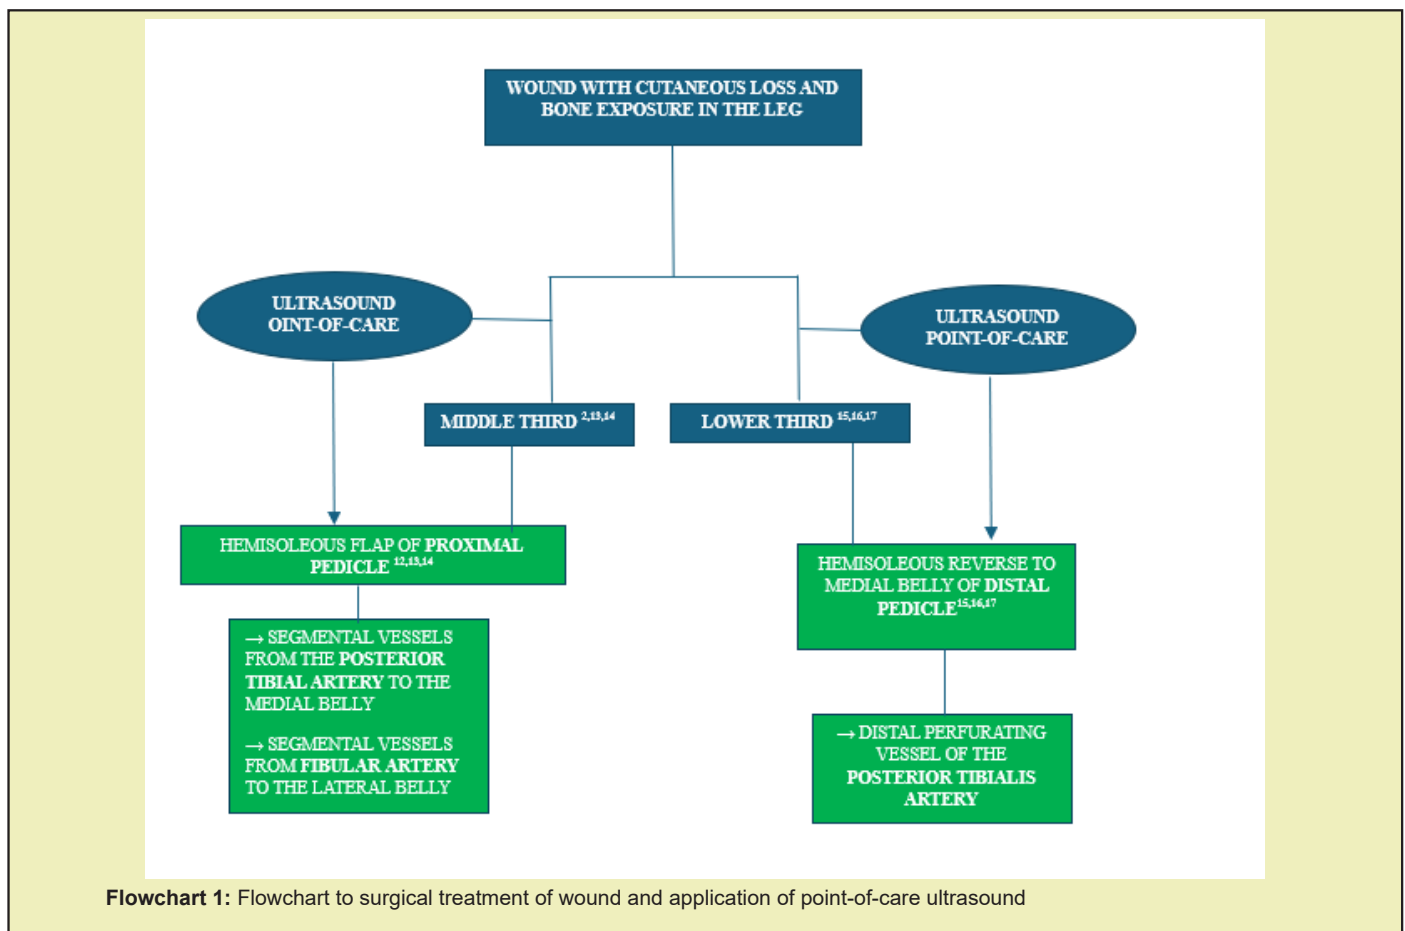 WOUND WITH CUTANEOUS LOSS AND
BONE EXPOSURE IN THE LEG
ULTRASOUND
OINT-OF-CARE
ULTRASOUND
POINT-OF-CARE
MIDDLE THIRD 2,13,14
LOWER THIRD 15,16,17
HEMISOLEOUS FLAP OF PROXIMAL
PEDICLE 12,13,14
HEMISOLEOUS REVERSE TO
MEDIAL BELLY OF DISTAL
PEDICLE15,16,17
→ SEGMENTAL VESSELS
FROM THE POSTERIOR
TIBIAL ARTERY TO THE
MEDIAL BELLY
→ SEGMENTAL VESSELS
FROM FIBULAR ARTERY
TO THE LATERAL BELLY
→ DISTAL PERFURATING
VESSEL OF THE
POSTERIOR TIBIALIS
ARTERY
Flowchart 1: Flowchart to surgical treatment of wound and application of point-of-care ultrasound